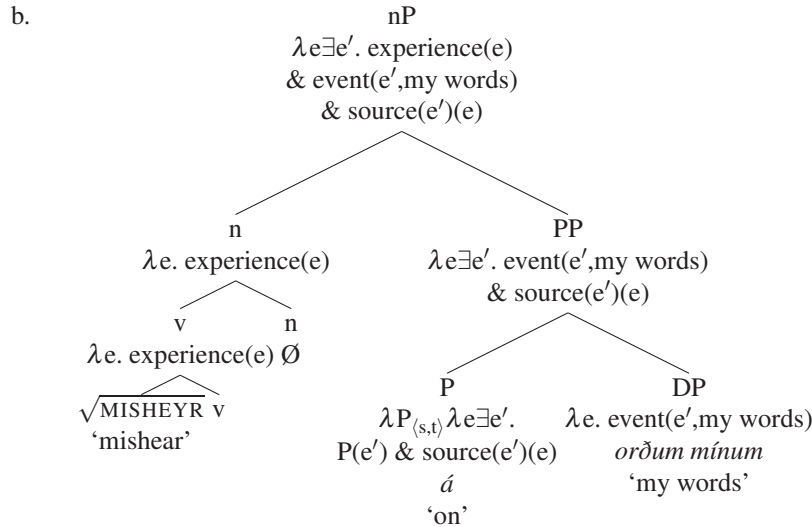 b.
nP
λe∃e′. experience(e)
& event(e′,my words)
& source(e′)(e)
n PP
λe. experience(e) λe∃e′. event(e′,my words)
& source(e′)(e)
v n
λe. experience(e) Ø
P DP
√MISHEYR v λP⟨s,t⟩λe∃e′. λe. event(e′,my words)
‘mishear’ P(e′) & source(e′)(e) orðum mínum
á ‘my words’
‘on’